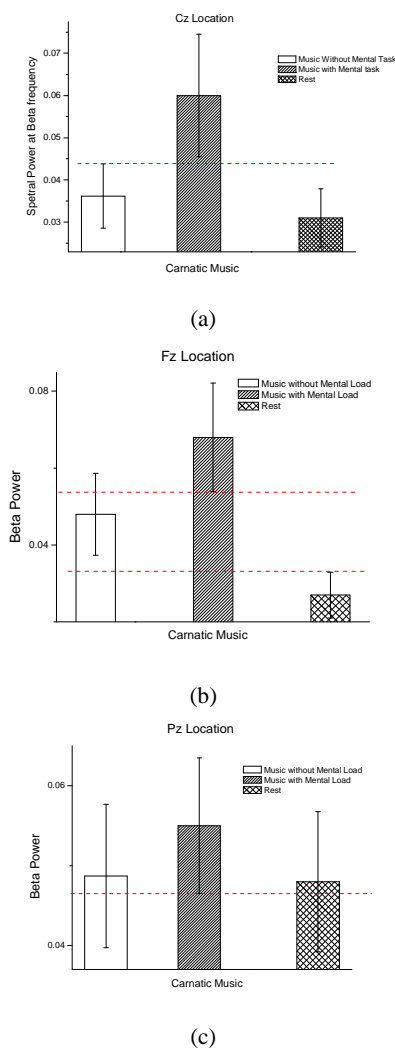 Cz Location
Spetral Power at Beta frequency
0.07
0.06
0.05
0.04
0.03
Music Without Mental Task
Music with Mental task
Rest
Carnatic Music
(a)
Fz Location
Beta Power
0.08
0.04
Music without Mental Load
Music with Mental Load
Rest
Carnatic Music
(b)
Pz Location
Beta Power
0.06
0.04
Music without Mental Load
Music with Mental Load
Rest
Carnatic Music
(c)